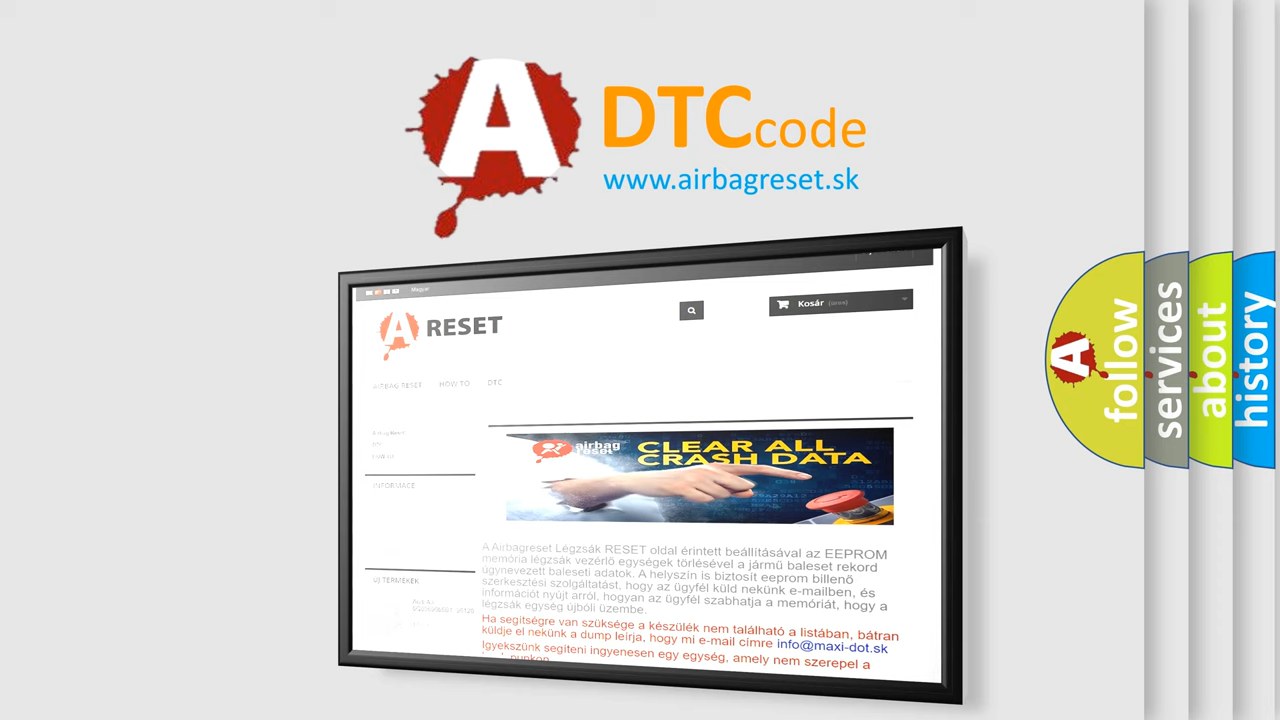 A DTCcode
www.airbagreset.sk
Magyar
A RESET
Kosár (üres)
AIRBAG RESET HOW TO DTC
INFORMACE
airbag
reset
CLEAR ALL
CRASH DATA
A Airbagreset Légzsák RESET oldal érintett beállításával az EEPROM
memória légzsák vezérlő egységek törlésével a jármű baleset rekord
úgynevezett baleseti adatok. A helyszín is biztosít eeprom billenő
szerkesztési szolgáltatást, hogy az ügyfél küld nekünk e-mailben, és
információt nyújt arról, hogyan az ügyfél szabhatja a memóriát, hogy a
légzsák egység újbóli üzembe.
Ha segítségre van szüksége a készülék nem található a listában, bátran
küldje el nekünk a dump leírja, hogy mi e-mail címre info@maxi-dot.sk
Igyekszünk segíteni ingyenesen egy egység, amely nem szerepel a
ÚJ TERMÉKEK
A follow
services
about
history